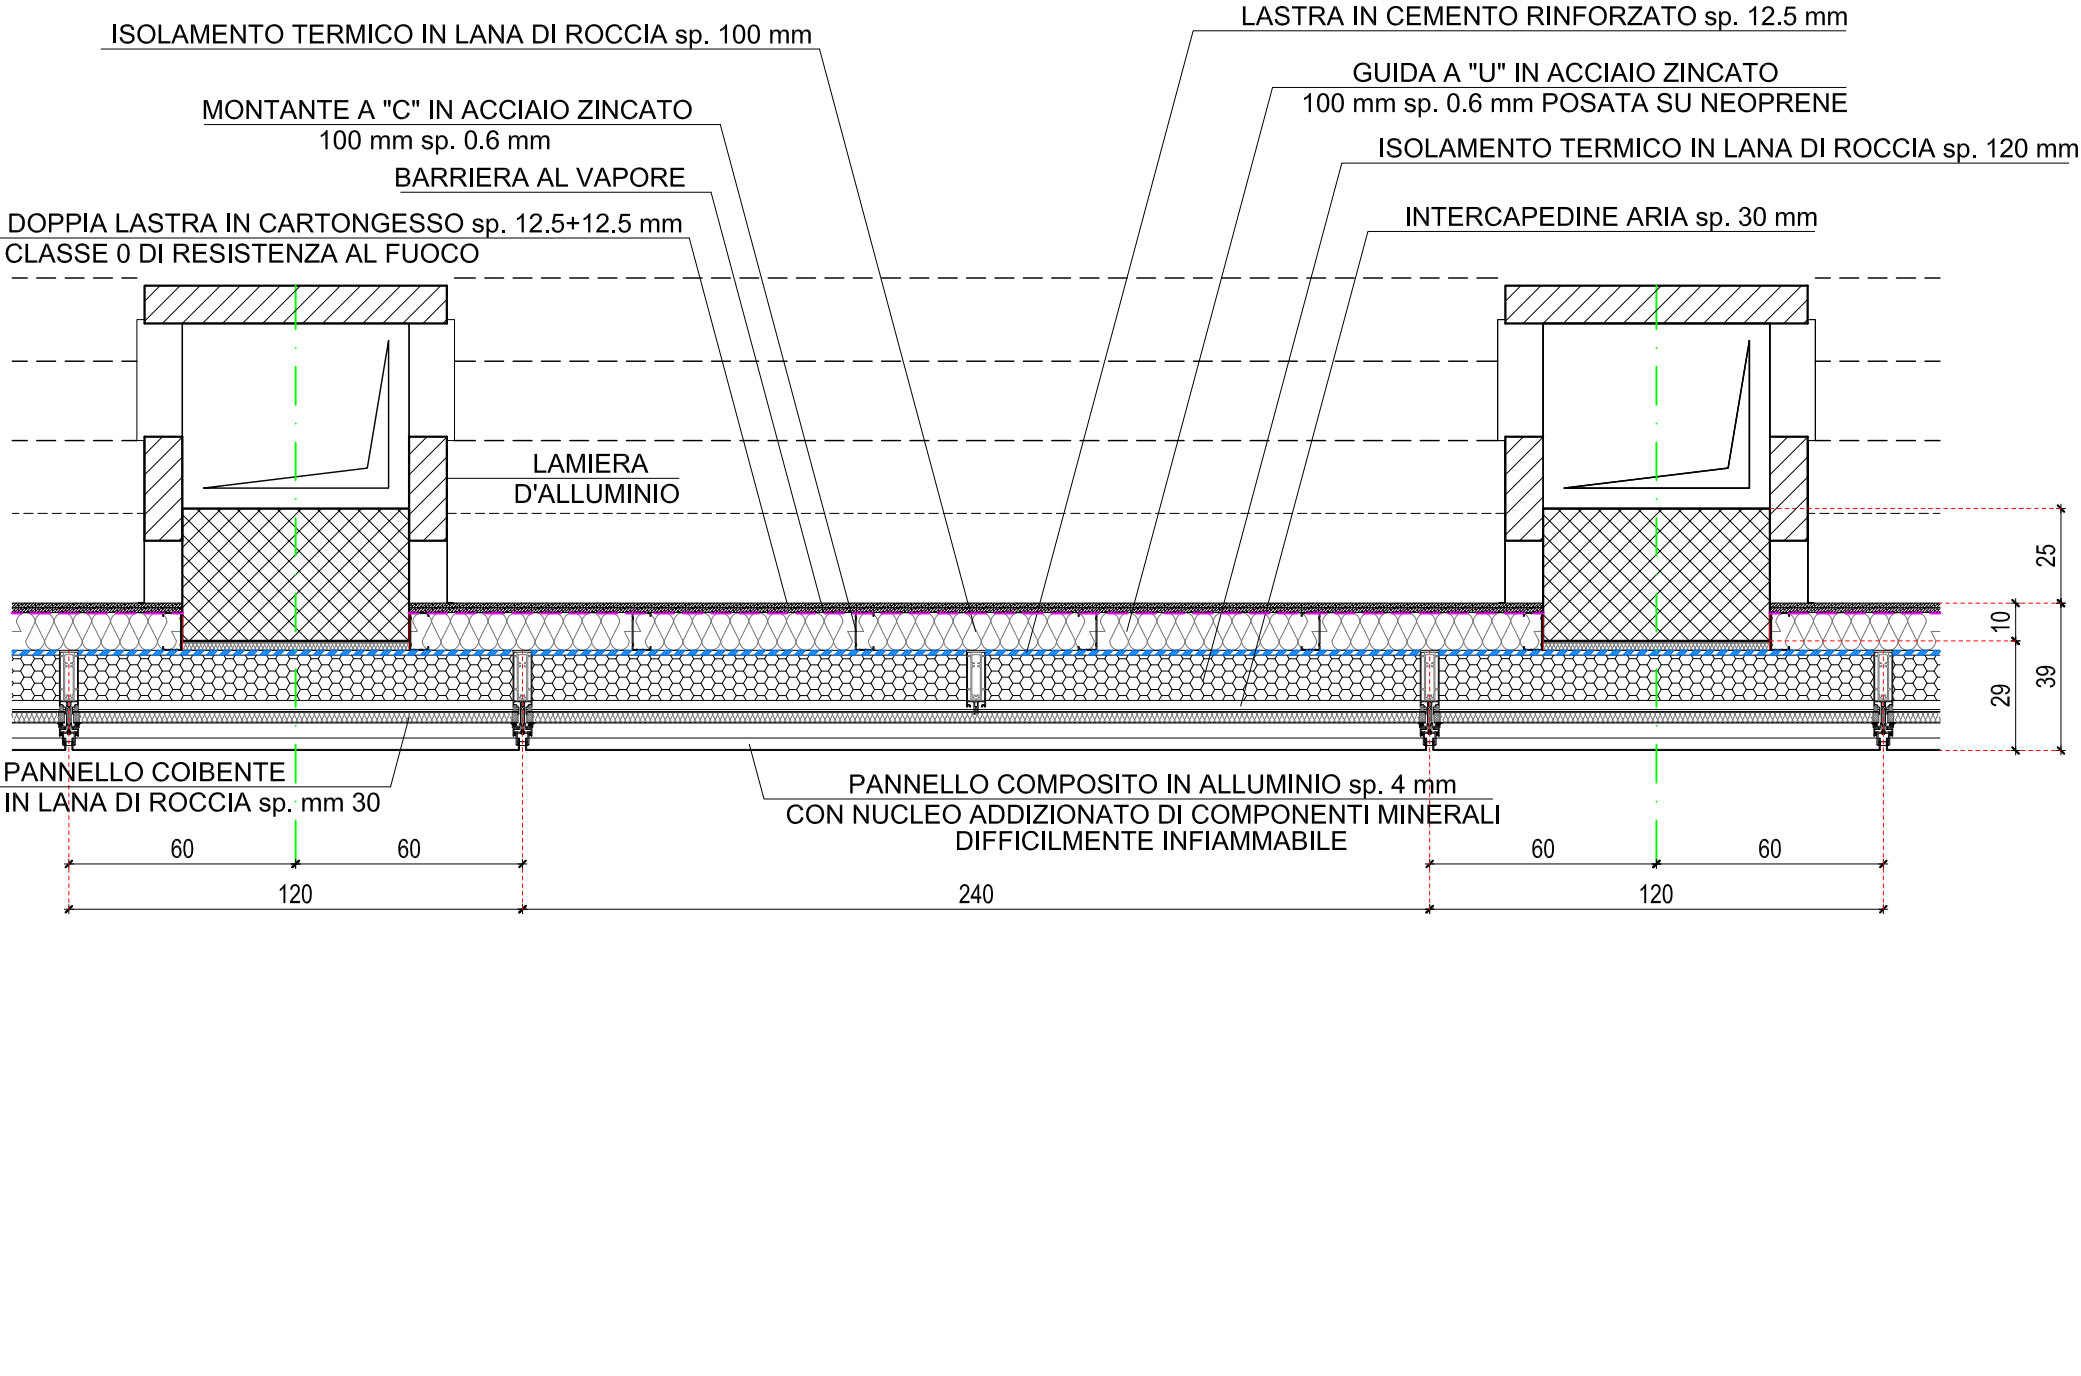 ISOLAMENTO TERMICO IN LANA DI ROCCIA sp. 100 mm
LASTRA IN CEMENTO RINFORZATO sp. 12.5 mm
MONTANTE A "C" IN ACCIAIO ZINCATO
100 mm sp. 0.6 mm
GUIDA A "U" IN ACCIAIO ZINCATO
100 mm sp. 0.6 mm POSATA SU NEOPRENE
BARRIERA AL VAPORE
ISOLAMENTO TERMICO IN LANA DI ROCCIA sp. 120 mm
DOPPIA LASTRA IN CARTONGESSO sp. 12.5+12.5 mm
CLASSE 0 DI RESISTENZA AL FUOCO
INTERCAPEDINE ARIA sp. 30 mm
LAMIERA
D'ALLUMINIO
25
10
39
29
PANNELLO COIBENTE
IN LANA DI ROCCIA sp. mm 30
PANNELLO COMPOSITO IN ALLUMINIO sp. 4 mm
CON NUCLEO ADDIZIONATO DI COMPONENTI MINERALI
DIFFICILMENTE INFIAMMABILE
60
60
60
60
120
240
120